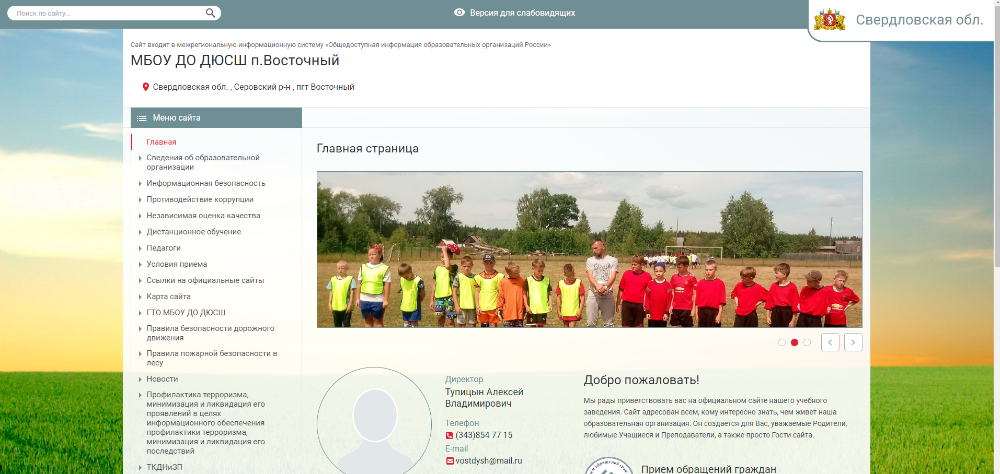 Поиск по сайту...
Версия для слабовидящих
Свердловская обл.
Сайт входит в межрегиональную информационную систему «Общедоступная информация образовательных организаций России»
МБОУ ДО ДЮСШ п.Восточный
Свердловская обл. , Серовский р-н , пгт Восточный
Меню сайта
Главная
Сведения об образовательной
организации
Информационная безопасность
Противодействие коррупции
Независимая оценка качества
Дистанционное обучение
Педагоги
Условия приема
Ссылки на официальные сайты
Карта сайта
ГТО МБОУ ДО ДЮСШ
Правила безопасности дорожного
движения
Правила пожарной безопасности в
лесу
Новости
Профилактика терроризма,
минимизация и ликвидация его
проявлений в целях
информационного обеспечения
профилактики терроризма,
минимизация и ликвидация его
последствий
ТКДНиЗП
Главная страница
Директор
Тупицын Алексей
Владимирович
Телефон
(343)854 77 15
E-mail
vostdysh@mail.ru
Добро пожаловать!
Мы рады приветствовать вас на официальном сайте нашего учебного
заведения. Сайт адресован всем, кому интересно знать, чем живет наша
образовательная организация. Он создается для Вас, уважаемые Родители,
любимые Учащиеся и Преподаватели, а также просто Гости сайта.
обращений
Прием обращений граждан